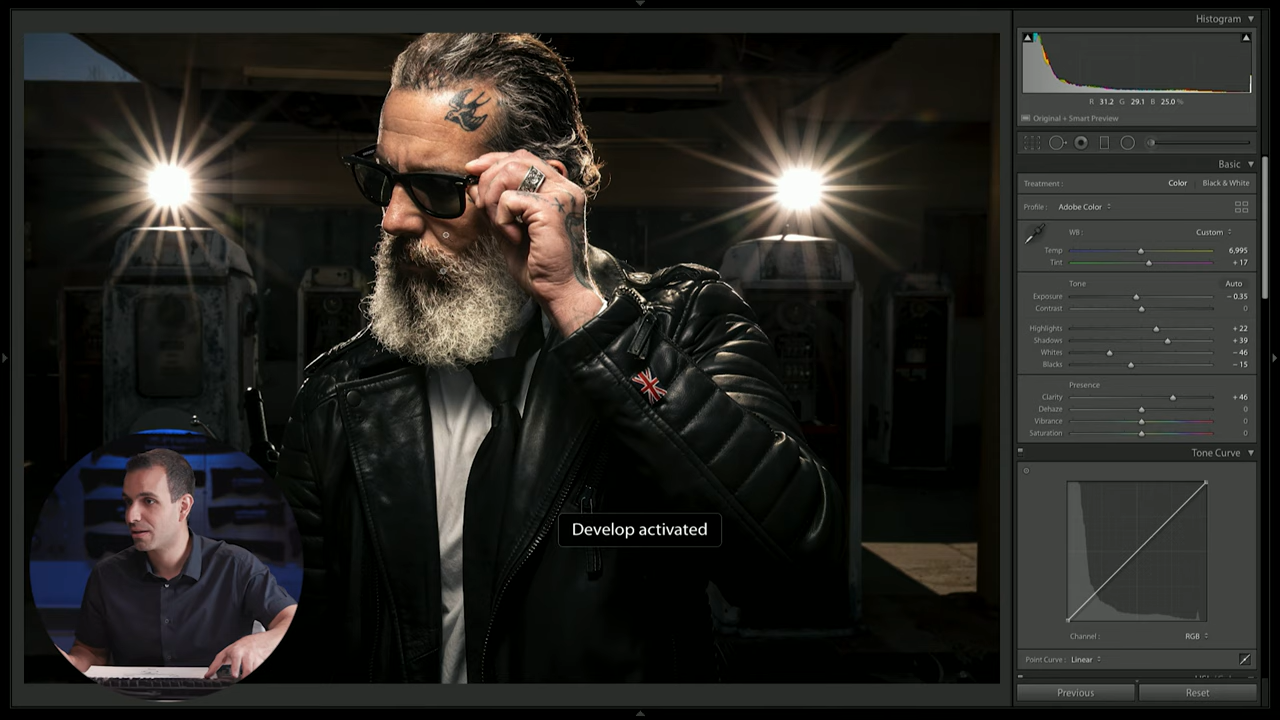 Histogram
R 31.2 G 29.1 B 25.0 %
Original + Smart Preview
Basic
Treatment : Color Black & White
Profile : Adobe Color
WB : Custom
Temp 6,995
Tint + 17
Tone Auto
Exposure − 0.35
Contrast 0
Highlights + 22
Shadows + 39
Whites − 46
Blacks − 15
Presence
Clarity + 46
Dehaze 0
Vibrance 0
Saturation 0
Tone Curve
Channel : RGB
Point Curve : Linear
Previous Reset
Develop activated